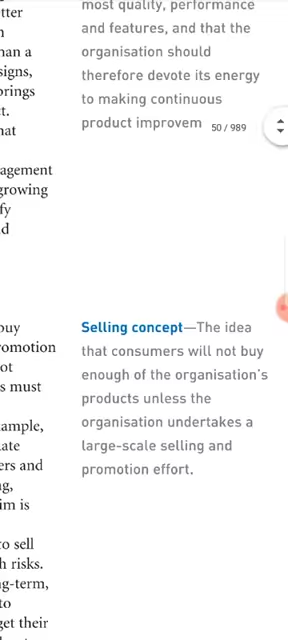 etter
n
han a
signs,
brings
t.
hat
agement
growing
fy
d
buy
romotion
ot
s must
ample,
ate
ers and
ng,
im is
o sell
h risks.
ng-term,
to
get their
most quality, performance
and features, and that the
organisation should
therefore devote its energy
to making continuous
product improvem
50 / 989
Selling concept—The idea
that consumers will not buy
enough of the organisation's
products unless the
organisation undertakes a
large-scale selling and
promotion effort.